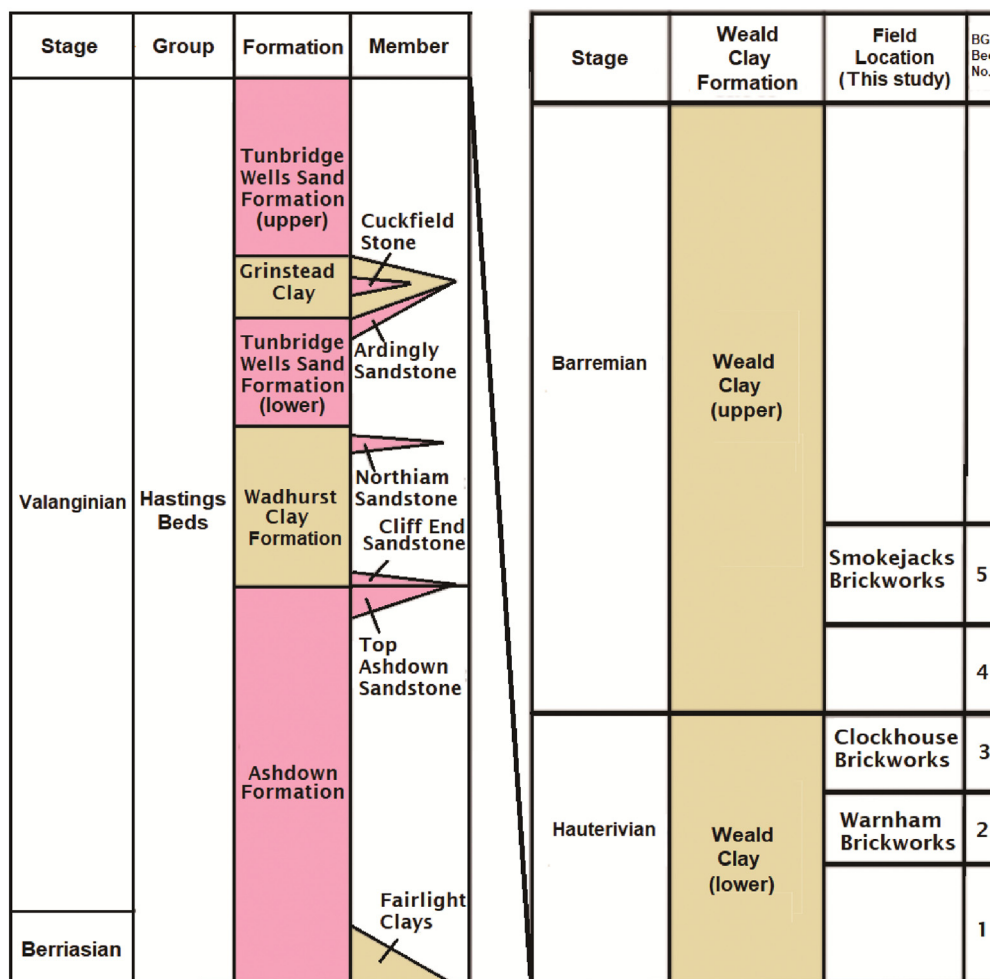 Stage
Group
Formation
Member
Tunbridge
Wells Sand
Formation
(upper)
Cuckfield
Stone
Grinstead
Clay
Tunbridge
Wells Sand
Formation
(lower)
Ardingly
Sandstone
Valanginian
Hastings
Beds
Wadhurst
Clay
Formation
Northiam
Sandstone
Cliff End
Sandstone
Top
Ashdown
Sandstone
Ashdown
Formation
Fairlight
Clays
Berriasian
Stage
Weald
Clay
Formation
Field
Location
(This study)
No.
Barremian
Weald
Clay
(upper)
Smokejacks
Brickworks
5
4
Hauterivian
Weald
Clay
(lower)
Clockhouse
Brickworks
3
Warnham
Brickworks
2
1